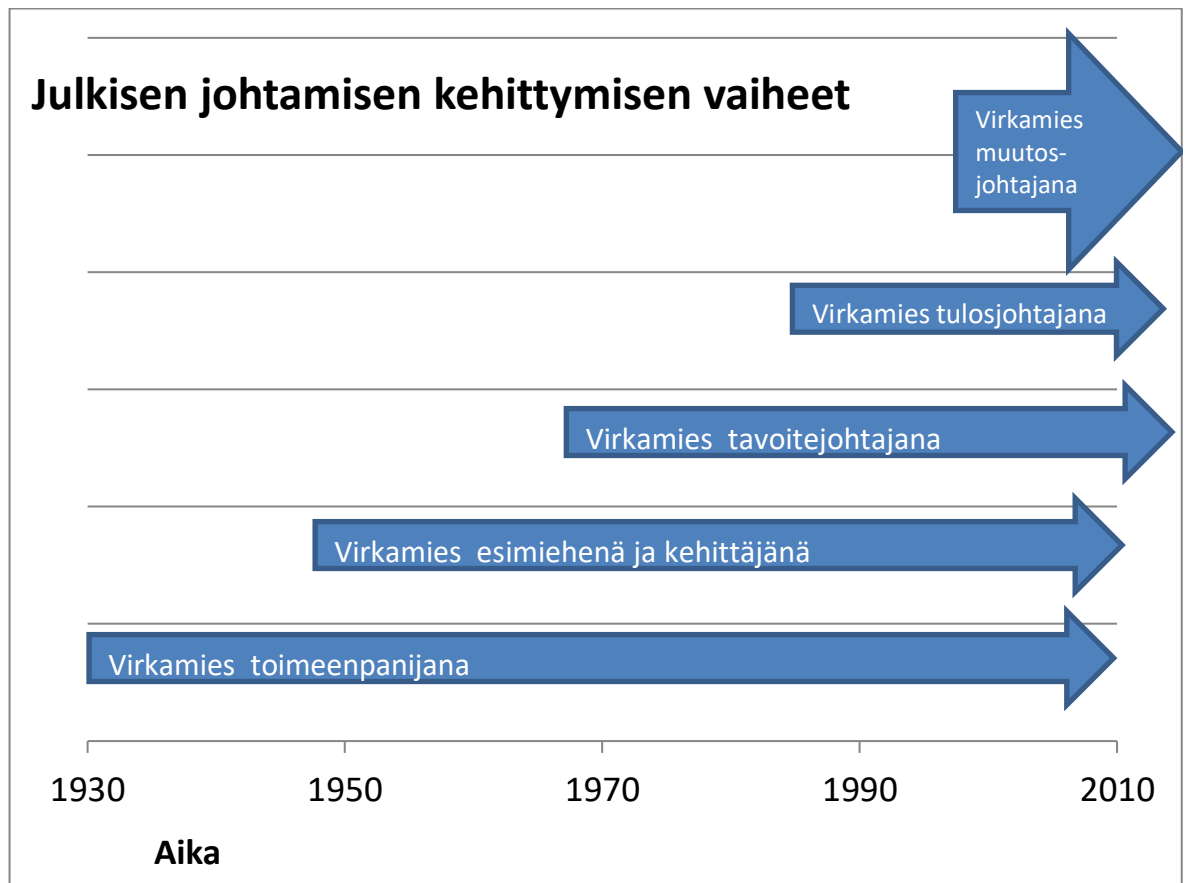 Julkisen johtamisen kehittymisen vaiheet
Virkamies
muutos-
johtajana
Virkamies tulosjohtajana
Virkamies tavoitejohtajana
Virkamies esimiehenä ja kehittäjänä
Virkamies toimeenpanijana
1930 1950 1970 1990 2010
Aika